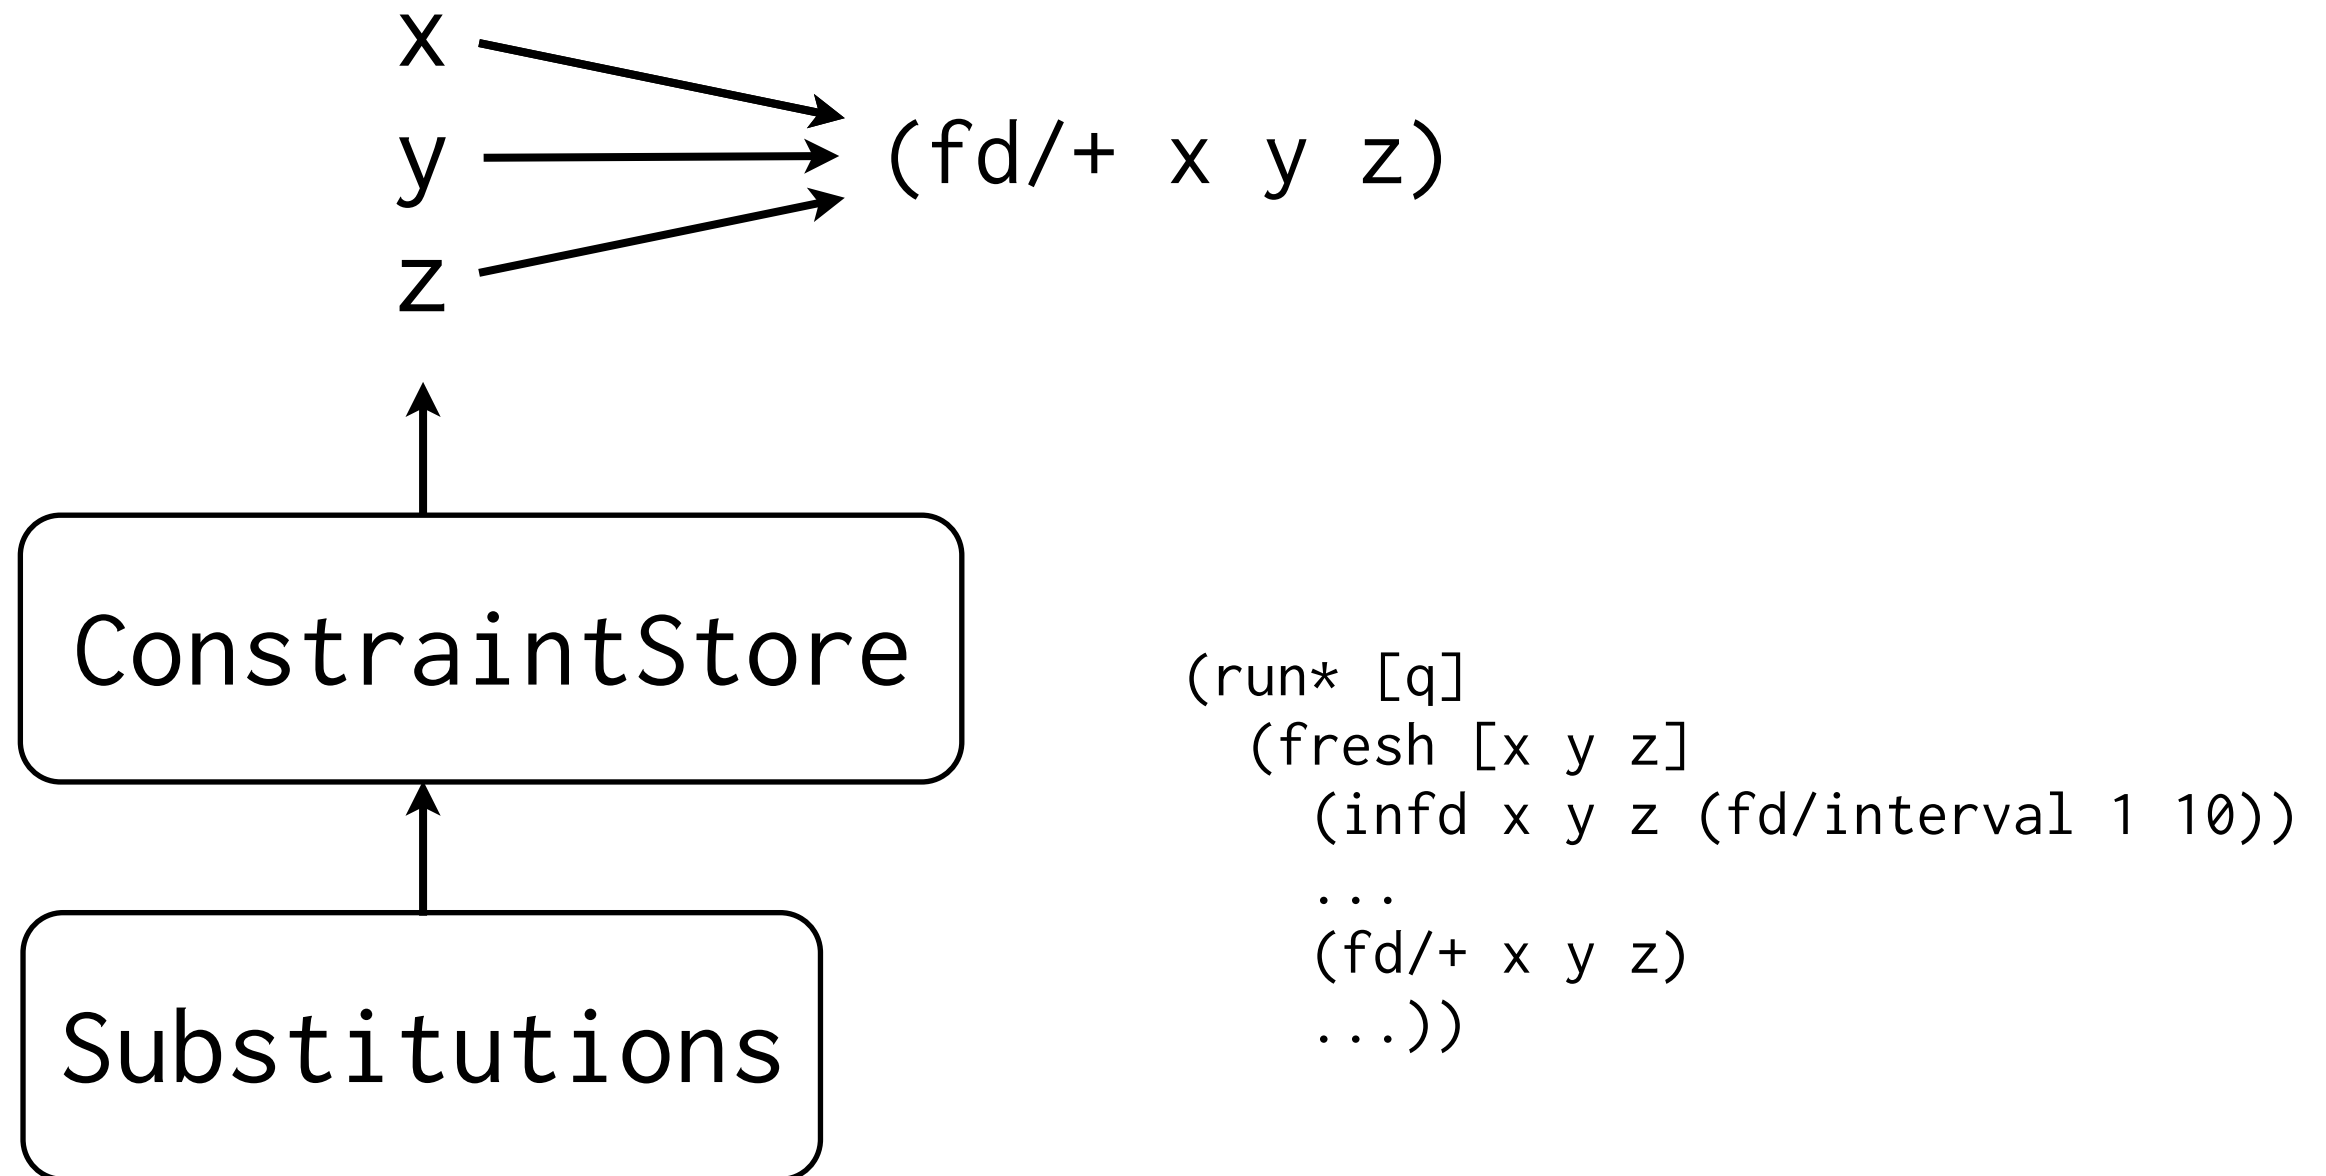 x
y
z
(fd/+ x y z)
ConstraintStore
Substitutions
(run* [q]
  (fresh [x y z]
    (infd x y z (fd/interval 1 10))
    ...
    (fd/+ x y z)
    ...))